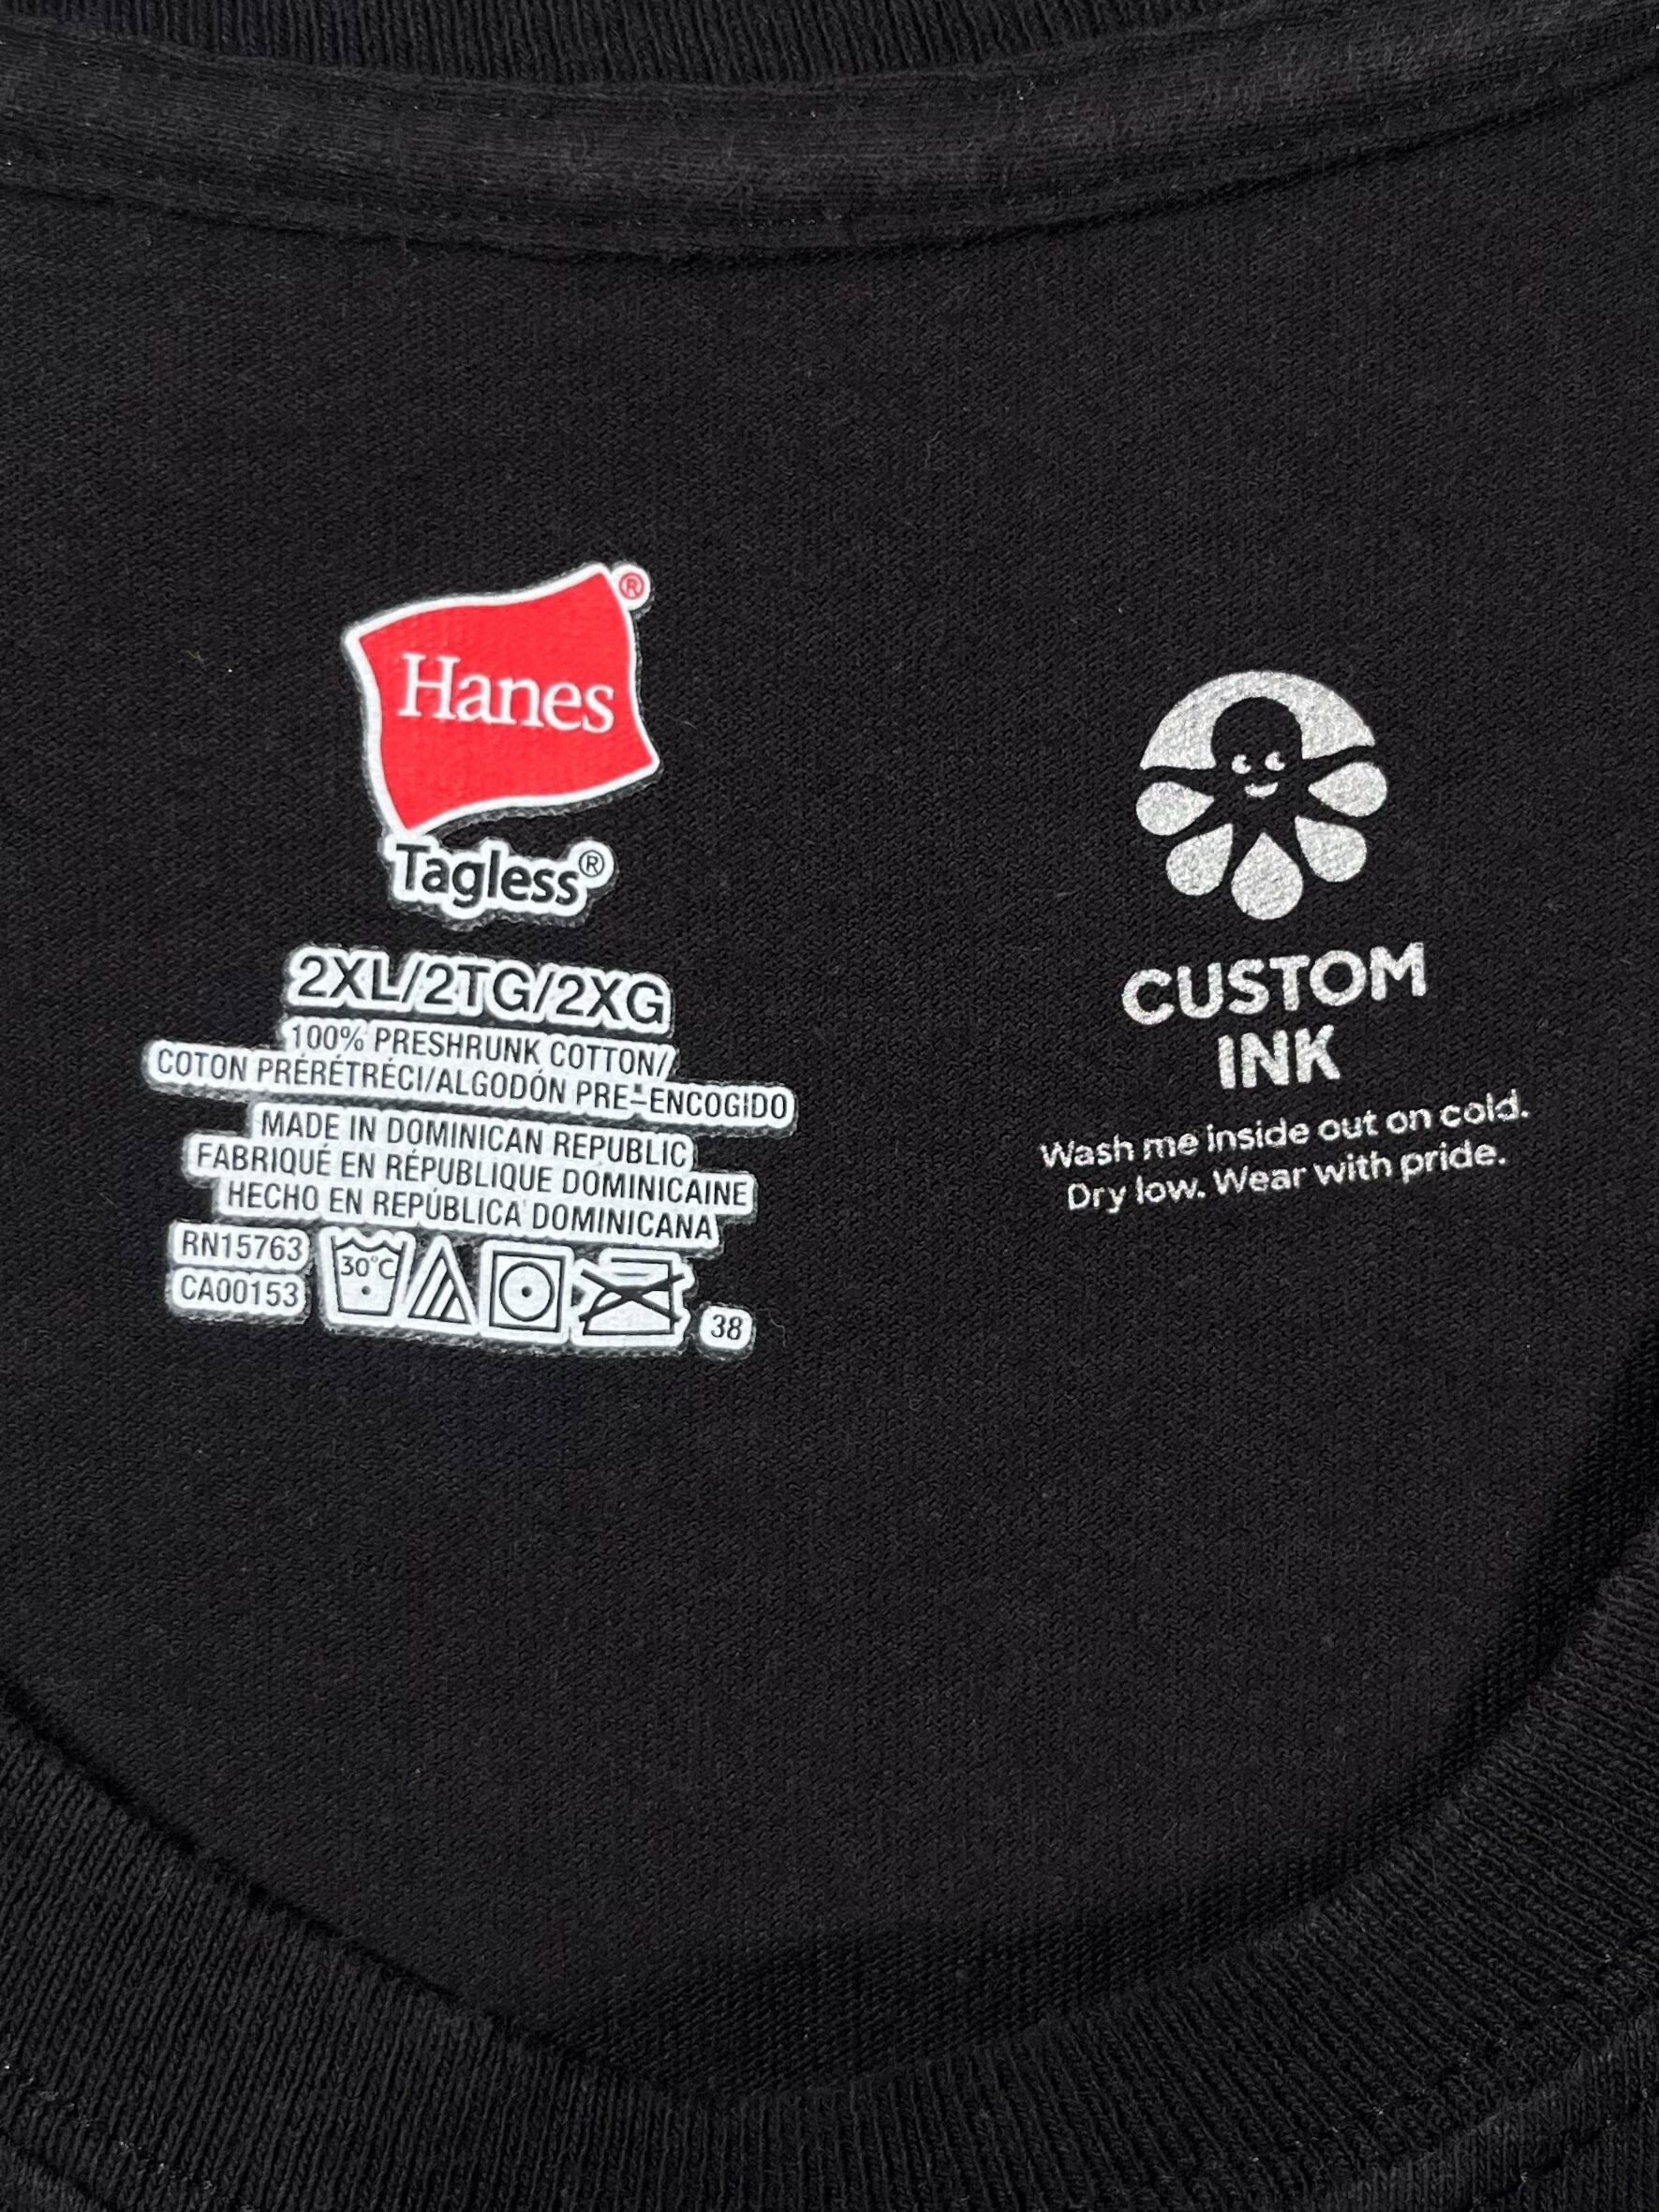 Hanes®
Tagless®
2XL/2TG/2XG
100% PRESHRUNK COTTON/
COTON PRÉRÉTRÉCI/ALGODÓN PRE-ENCOGIDO
MADE IN DOMINICAN REPUBLIC
FABRIQUÉ EN RÉPUBLIQUE DOMINICAINE
HECHO EN REPÚBLICA DOMINICANA
RN15763
CA00153
30°C
38
CUSTOM
INK
Wash me inside out on cold.
Dry low. Wear with pride.